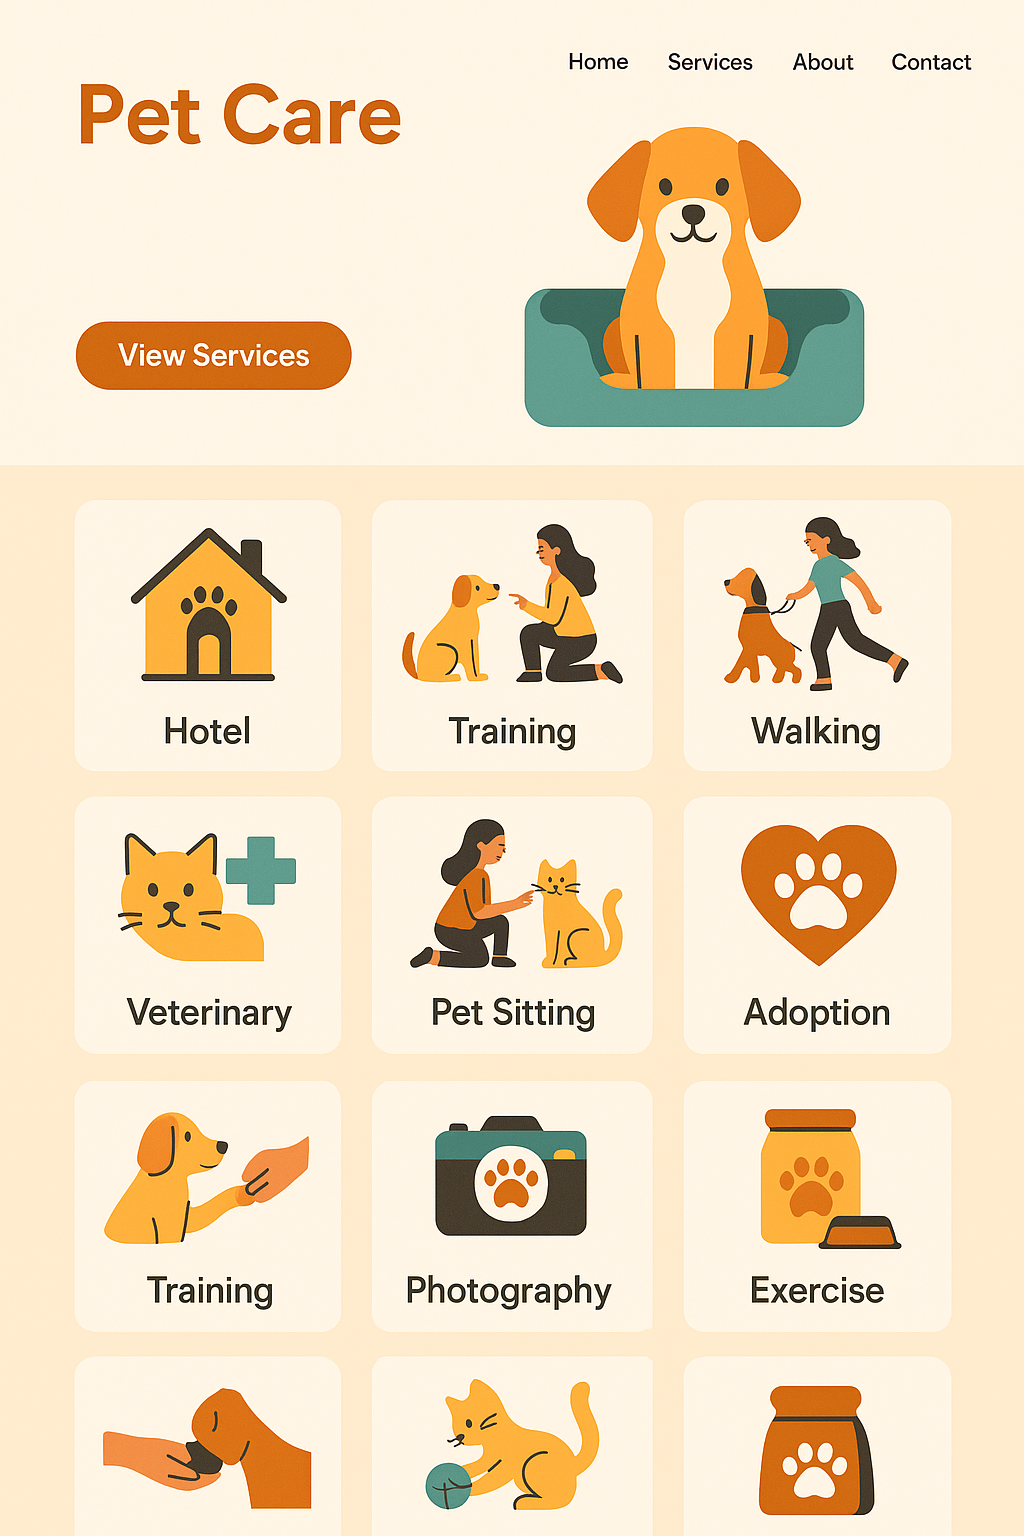 Home Services About Contact
Pet Care
View Services
Hotel
Training
Walking
Veterinary
Pet Sitting
Adoption
Training
Photography
Exercise